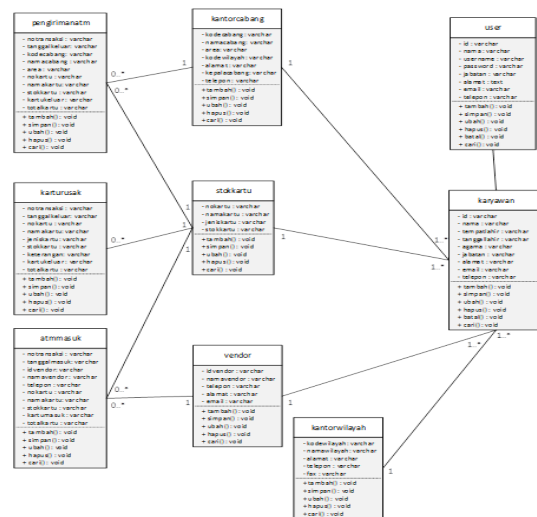 pengirimanatm
- notransaksi : varchar
- tanggalkeluar: varchar
- kodecabang : varchar
- namacabang : varchar
- area : varchar
- nokartu : varchar
- namakartu : varchar
- stokkartu : varchar
- kartukeluar : varchar
- totalkartu : varchar
+ tambah() : void
+ simpan() : void
+ ubah() : void
+ hapus() : void
+ cari() : void
0..*
0..*
kantorcabang
- kodecabang : varchar
- namacabang : varchar
- area : varchar
- kodewilayah : varchar
- alamat : varchar
- kepalacabang : varchar
- telepon : varchar
+ tambah() : void
+ simpan() : void
+ ubah() : void
+ hapus() : void
+ cari() : void
1
1
user
- id : varchar
- nama : varchar
- username : varchar
- password : varchar
- jabatan : varchar
- alamat : text
- email : varchar
- telepon : varchar
+ tambah() : void
+ simpan() : void
+ ubah() : void
+ hapus() : void
+ batal() : void
+ cari() : void
karturusak
- notransaksi : varchar
- tanggalkeluar: varchar
- nokartu : varchar
- namakartu : varchar
- jeniskartu : varchar
- stokkartu : varchar
- keterangan : varchar
- kartukeluar : varchar
- totalkartu : varchar
+ tambah() : void
+ simpan() : void
+ ubah() : void
+ hapus() : void
+ cari() : void
0..*
stokkartu
- nokartu : varchar
- namakartu : varchar
- jeniskartu : varchar
- stokkartu : varchar
+ tambah() : void
+ simpan() : void
+ ubah() : void
+ hapus() : void
+ cari() : void
1
1
1
1
karyawan
- id : varchar
- nama : varchar
- tempatlahir : varchar
- tanggallahir : varchar
- agama : varchar
- jabatan : varchar
- alamat : varchar
- email : varchar
- telepon : varchar
+ tambah() : void
+ simpan() : void
+ ubah() : void
+ hapus() : void
+ batal() : void
+ cari() : void
1..*
1..*
1..*
1..*
atmmasuk
- notransaksi : varchar
- tanggalmasuk: varchar
- idvendor : varchar
- namavendor : varchar
- telepon : varchar
- nokartu : varchar
- namakartu : varchar
- stokkartu : varchar
- kartumasuk : varchar
- totalkartu : varchar
+ tambah() : void
+ simpan() : void
+ ubah() : void
+ hapus() : void
+ cari() : void
0..*
0..*
vendor
- idvendor : varchar
- namavendor : varchar
- telepon : varchar
- alamat : varchar
- email : varchar
+ tambah() : void
+ simpan() : void
+ ubah() : void
+ hapus() : void
+ cari() : void
1
1
kantorwilayah
- kodewilayah : varchar
- namawilayah : varchar
- alamat : varchar
- telepon : varchar
- fax : varchar
+ tambah() : void
+ simpan() : void
+ ubah() : void
+ hapus() : void
+ cari() : void
1